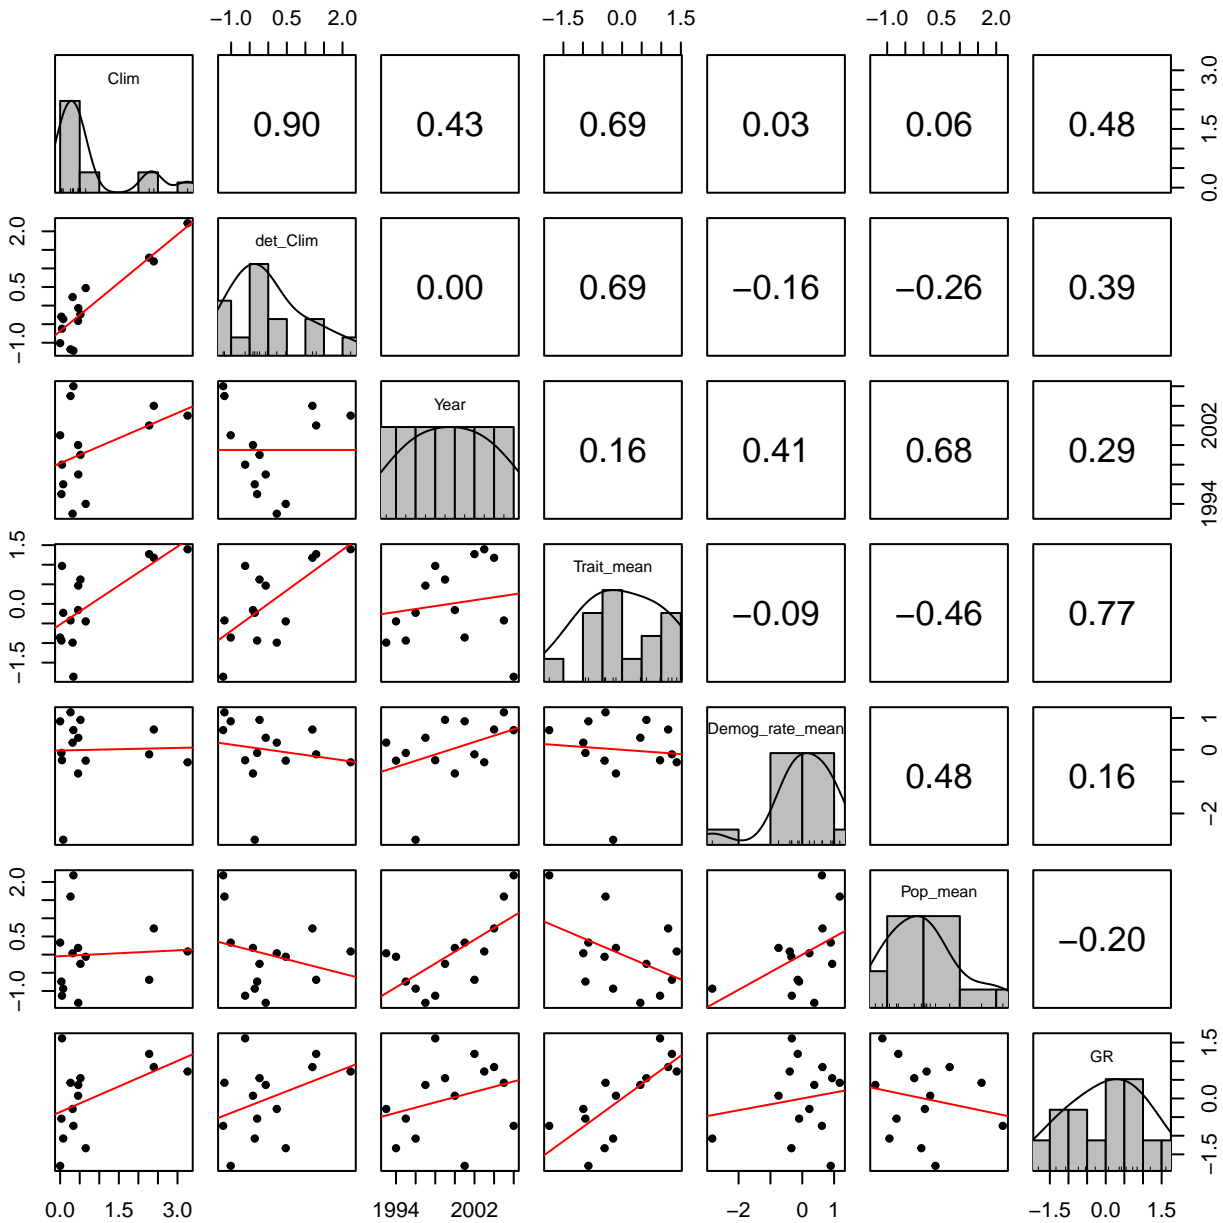 −1.0 0.5 2.0 −1.5 0.0 1.5 −1.0 0.5 2.0
Clim 0.90 0.43 0.69 0.03 0.06 0.48 0.0 1.5 3.0
−1.0 0.5 2.0 det_Clim 0.00 0.69 −0.16 −0.26 0.39
Year 0.16 0.41 0.68 0.29 1994 2002
−1.5 0.0 1.5 Trait_mean −0.09 −0.46 0.77
Demog_rate_mean 0.48 0.16 −2 0 1
−1.0 0.5 2.0 Pop_mean −0.20
GR −1.5 0.0 1.5
0.0 1.5 3.0 1994 2002 −2 0 1 −1.5 0.0 1.5